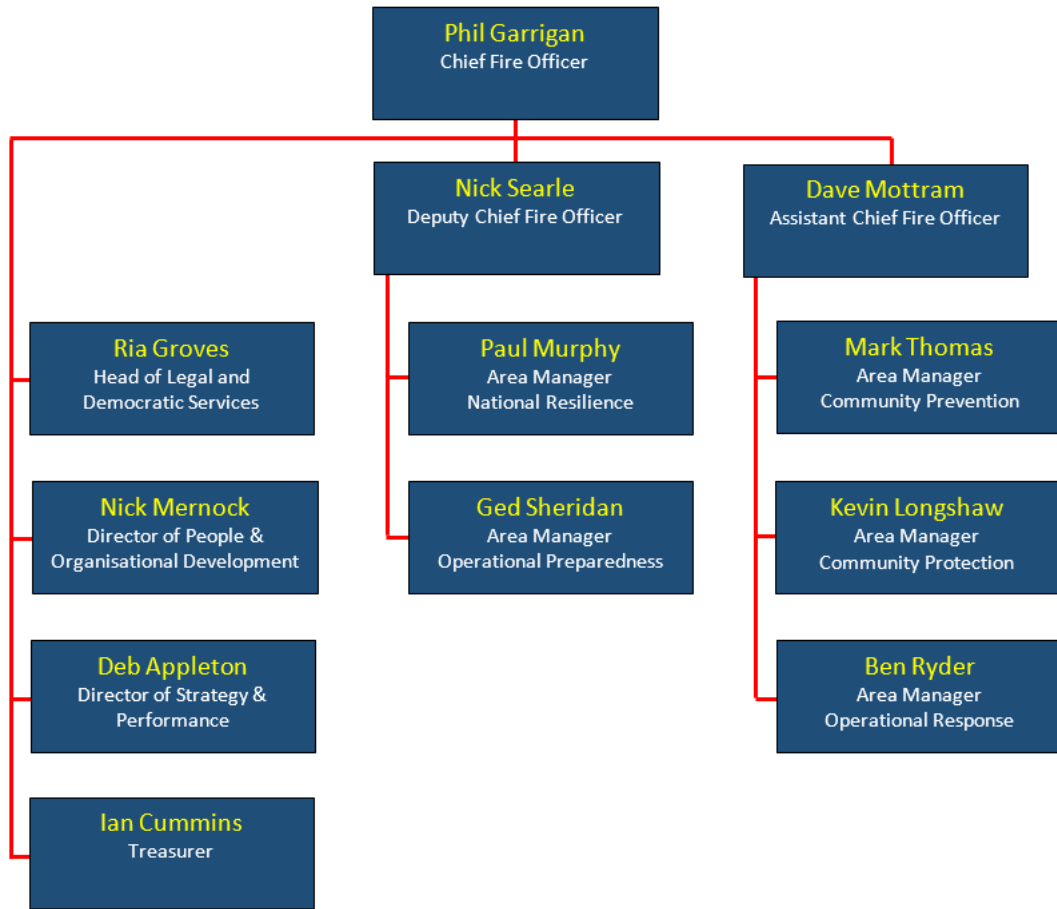 Phil Garrigan
Chief Fire Officer
Nick Searle
Deputy Chief Fire Officer
Dave Mottram
Assistant Chief Fire Officer
Ria Groves
Head of Legal and
Democratic Services
Paul Murphy
Area Manager
National Resilience
Mark Thomas
Area Manager
Community Prevention
Nick Mernock
Director of People &
Organisational Development
Ged Sheridan
Area Manager
Operational Preparedness
Kevin Longshaw
Area Manager
Community Protection
Deb Appleton
Director of Strategy &
Performance
Ben Ryder
Area Manager
Operational Response
Ian Cummins
Treasurer